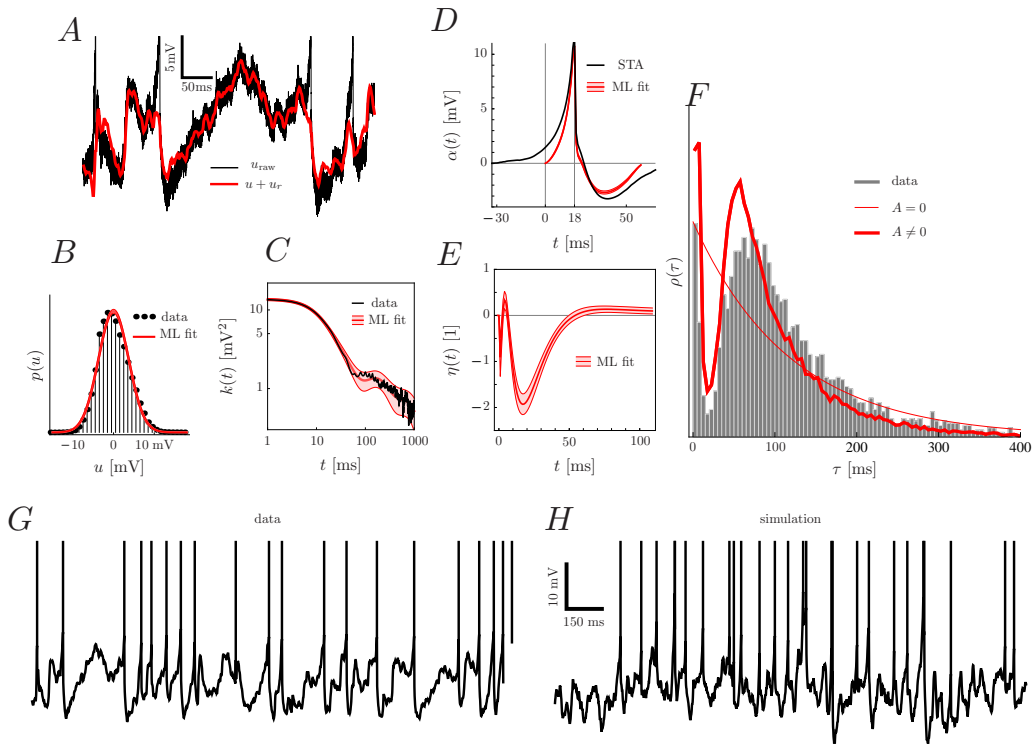 A
5 mV
50ms
u_raw
u + u_r
B
p(u)
data
ML fit
−10
0
10 mV
u [mV]
C
k(t) [mV²]
10
5
1
data
ML fit
1
10
100
1000
t [ms]
D
α(t) [mV]
10
5
0
STA
ML fit
−30
0
18
50
t [ms]
E
η(t) [1]
1
0
−1
−2
ML fit
0
50
100
t [ms]
F
ρ(τ)
data
A = 0
A ≠ 0
0
100
200
300
400
τ [ms]
G
data
H
simulation
10 mV
150 ms